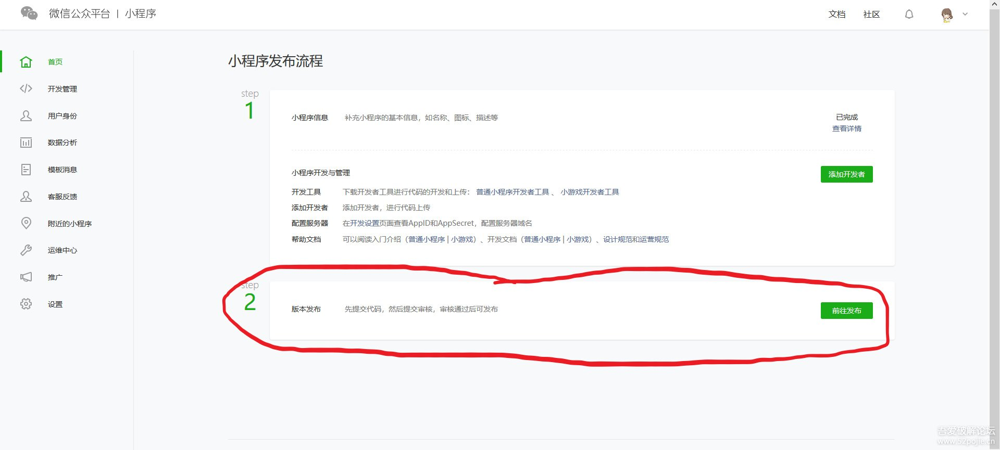 微信公众平台 | 小程序
文档 社区
首页
开发管理
用户身份
数据分析
模板消息
客服反馈
附近的小程序
运维中心
推广
设置
小程序发布流程
step
1
小程序信息 补充小程序的基本信息，如名称、图标、描述等 已完成
查看详情
小程序开发与管理 添加开发者
开发工具 下载开发者工具进行代码的开发和上传： 普通小程序开发者工具 、 小游戏开发者工具
添加开发者 添加开发者，进行代码上传
配置服务器 在开发设置页面查看AppID和AppSecret，配置服务器域名
帮助文档 可以阅读入门介绍（普通小程序 | 小游戏）、开发文档（普通小程序 | 小游戏）、设计规范和运营规范
step
2
版本发布 先提交代码，然后提交审核，审核通过后可发布 前往发布
吾爱破解论坛
www.52pojie.cn